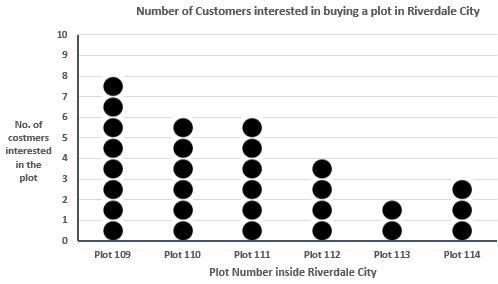 Number of Customers interested in buying a plot in Riverdale City
10
9
8
7
6
5
4
3
2
1
0
No. of
costmers
interested
in the
plot
Plot 109 Plot 110 Plot 111 Plot 112 Plot 113 Plot 114
Plot Number inside Riverdale City